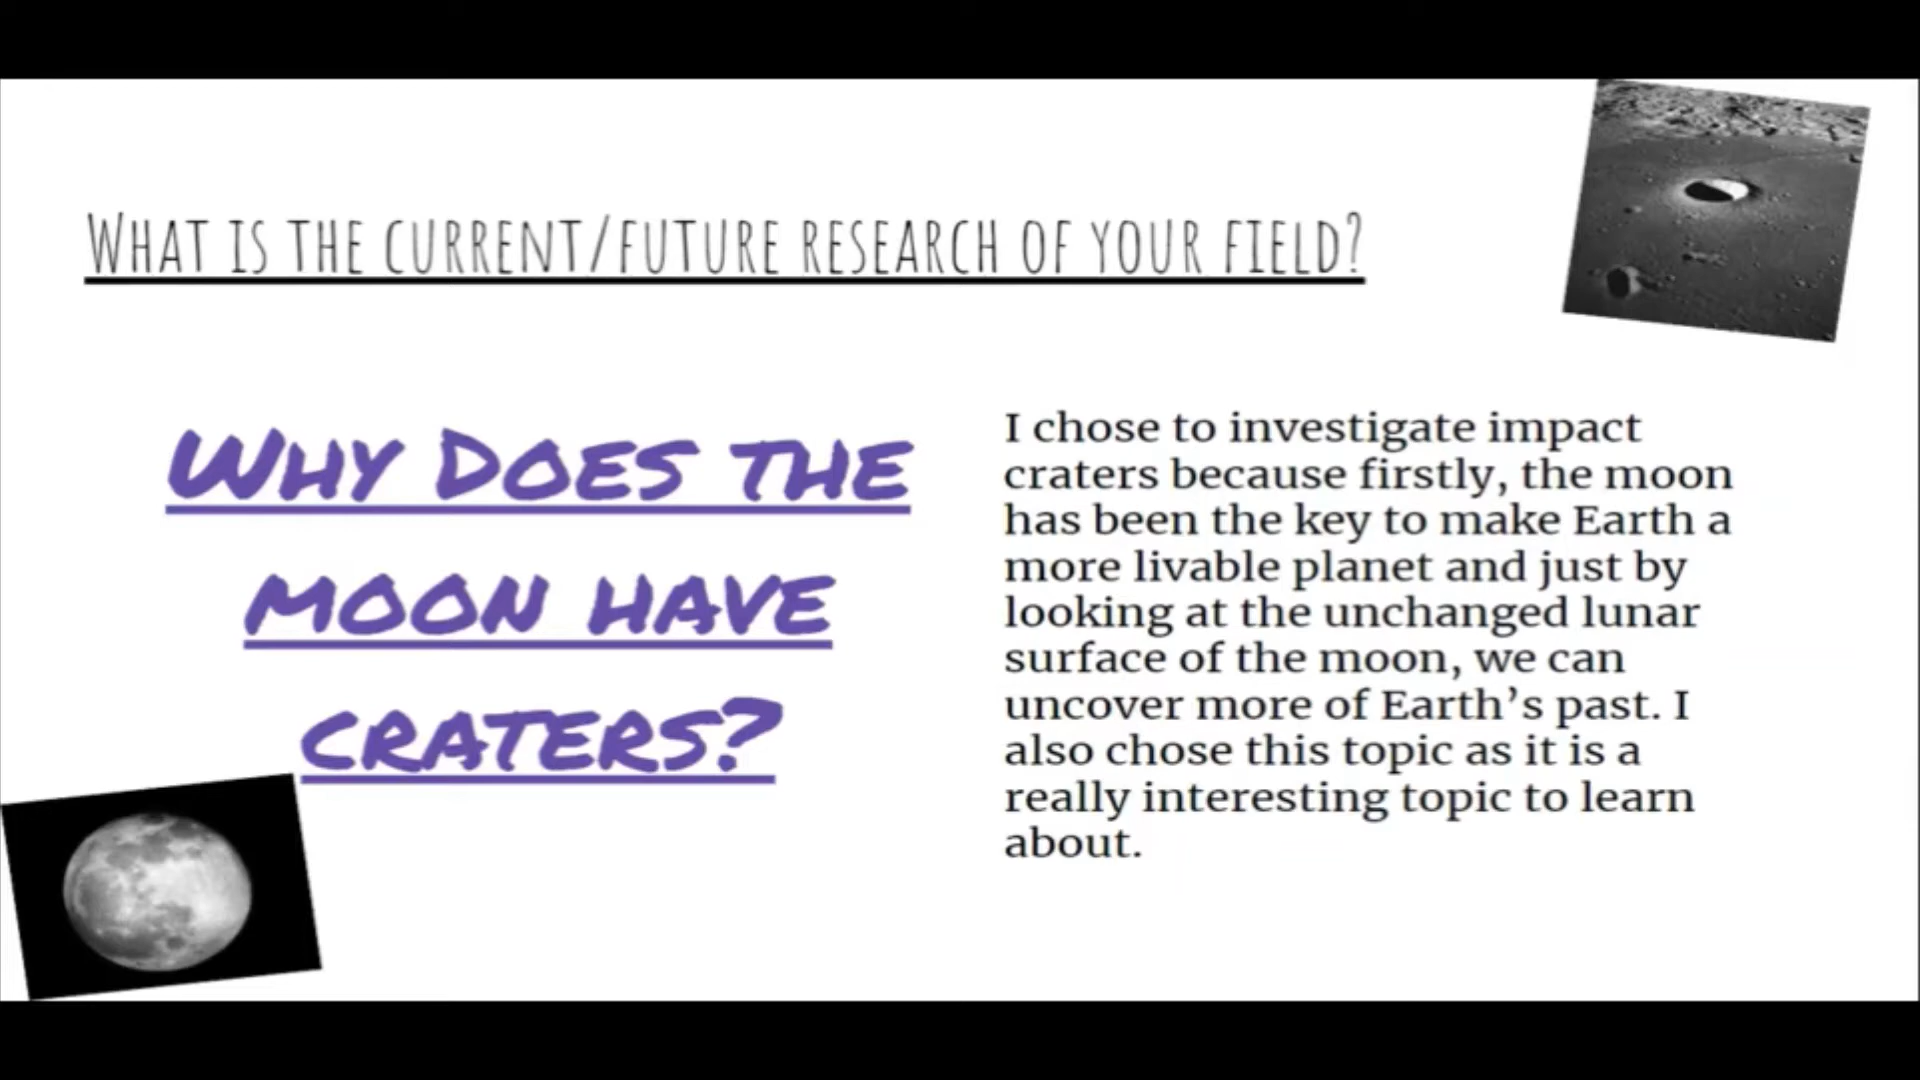 What is the current/future research of your field?
Why Does the
moon have
craters?
I chose to investigate impact
craters because firstly, the moon
has been the key to make Earth a
more livable planet and just by
looking at the unchanged lunar
surface of the moon, we can
uncover more of Earth’s past. I
also chose this topic as it is a
really interesting topic to learn
about.